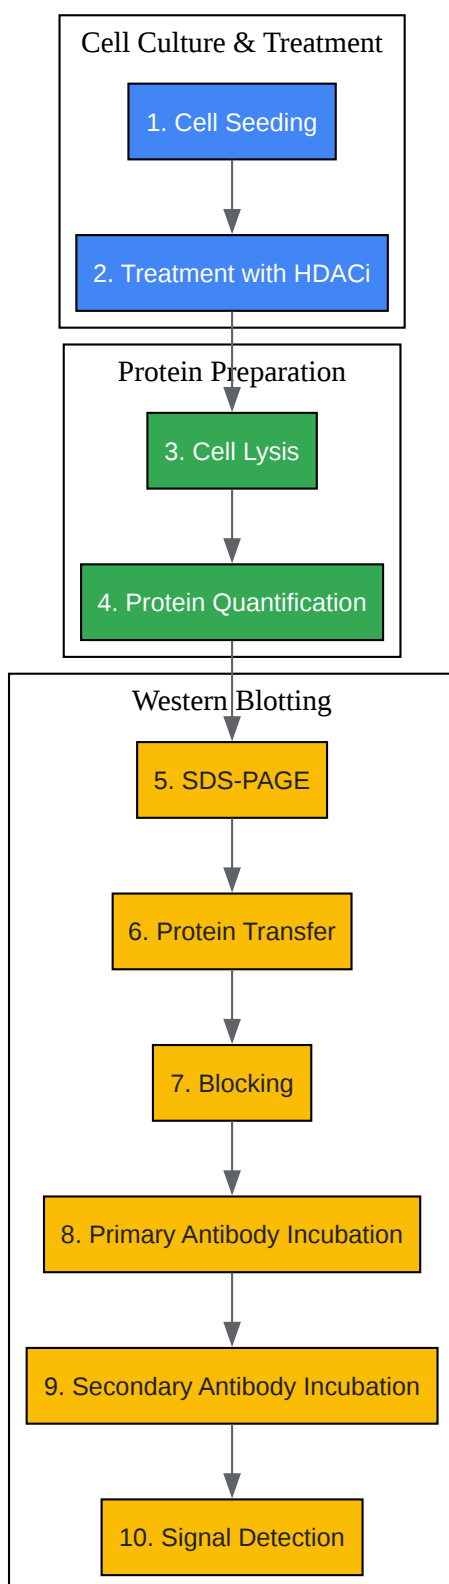 Cell Culture & Treatment
1. Cell Seeding
2. Treatment with HDACi
Protein Preparation
3. Cell Lysis
4. Protein Quantification
Western Blotting
5. SDS-PAGE
6. Protein Transfer
7. Blocking
8. Primary Antibody Incubation
9. Secondary Antibody Incubation
10. Signal Detection